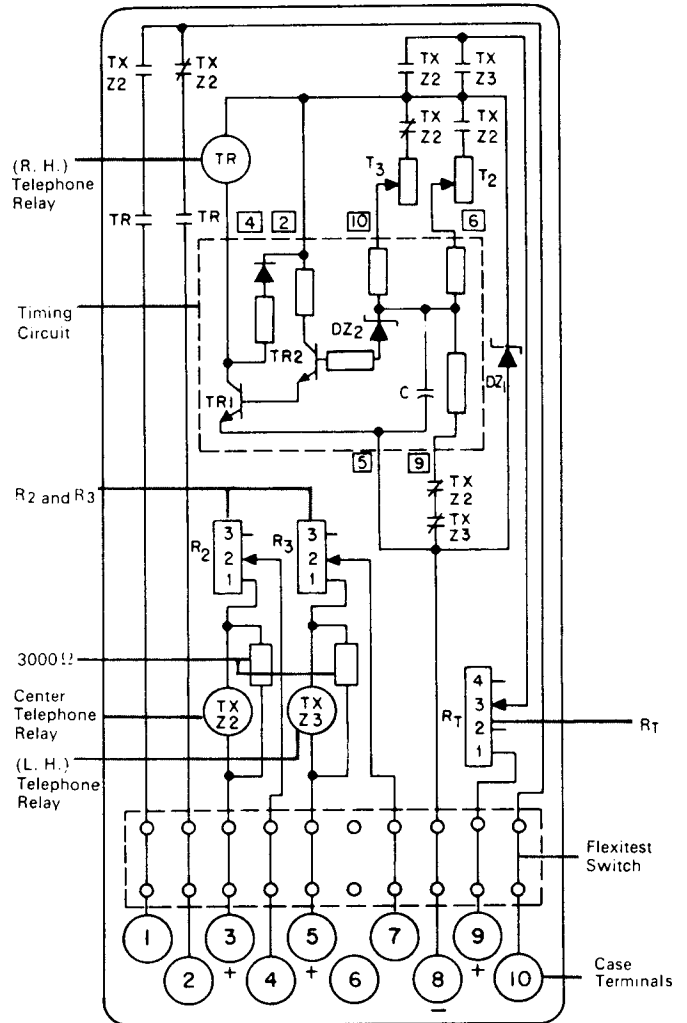 TX
Z2
TX
Z2
TX
Z2
TX
Z3
TX
Z2
TX
Z2
(R. H.)
Telephone
Relay
TR
T3
T2
TR
TR
4
2
10
6
Timing
Circuit
DZ2
TR2
DZ1
TR1
C
5
9
TX
Z2
TX
Z3
R2 and R3
R2
3
2
1
R3
3
2
1
3000 Ω
Center
Telephone
Relay
TX
Z2
TX
Z3
(L. H.)
Telephone
Relay
RT
4
3
2
1
RT
Flexitest
Switch
1
2
3
+
4
5
+
6
7
8
−
9
+
10
Case
Terminals